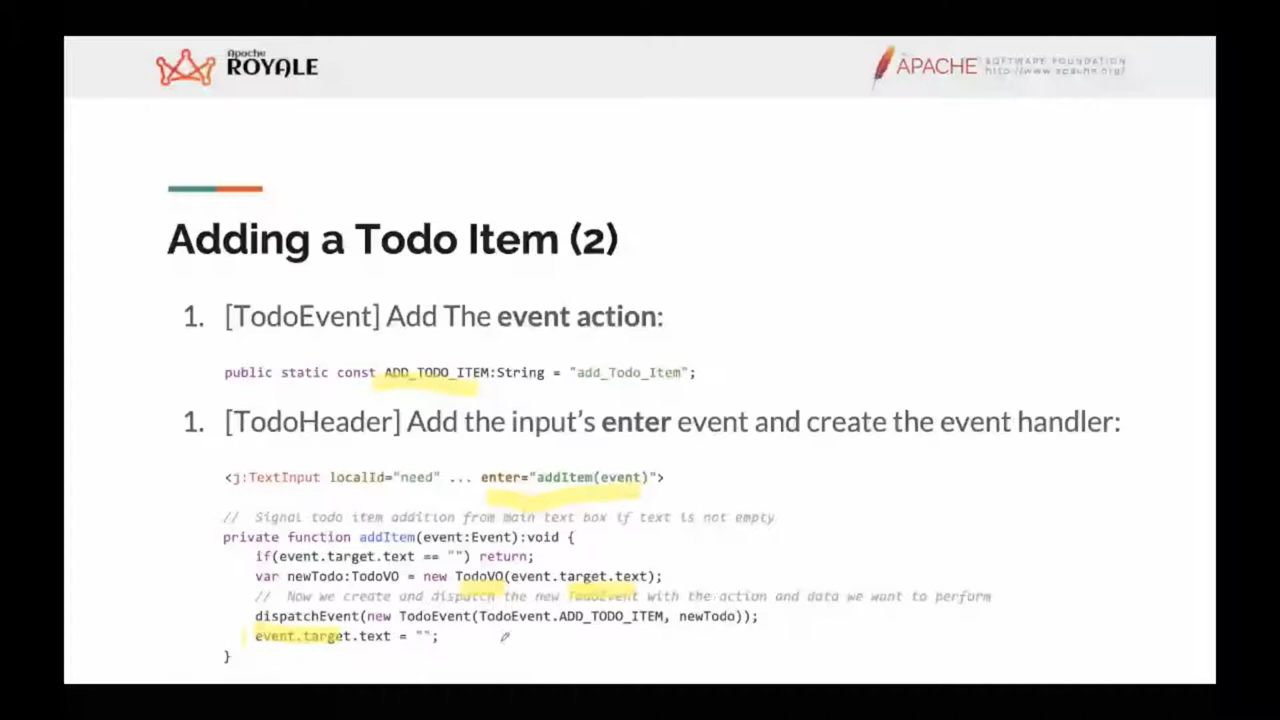 Apache
ROYALE
APACHE
SOFTWARE FOUNDATION
http://www.apache.org/
Adding a Todo Item (2)
1. [TodoEvent] Add The event action:
public static const ADD_TODO_ITEM:String = "add_Todo_Item";
1. [TodoHeader] Add the input's enter event and create the event handler:
<j:TextInput localId="need" ... enter="addItem(event)">
// Signal todo item addition from main text box if text is not empty
private function addItem(event:Event):void {
if(event.target.text == "") return;
var newTodo:TodoVO = new TodoVO(event.target.text);
// Now we create and dispatch the new TodoEvent with the action and data we want to perform
dispatchEvent(new TodoEvent(TodoEvent.ADD_TODO_ITEM, newTodo));
event.target.text = "";
}